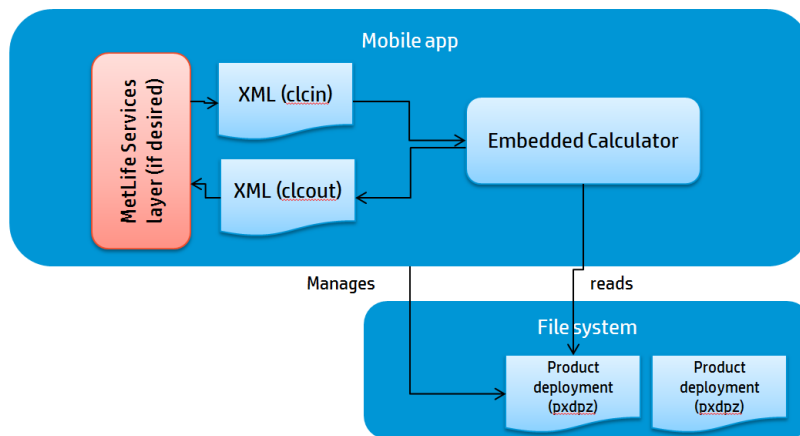 Mobile app
MetLife Services
layer (if desired)
XML (clcin)
XML (clcout)
Embedded Calculator
Manages
reads
File system
Product
deployment
(pxdpz)
Product
deployment
(pxdpz)